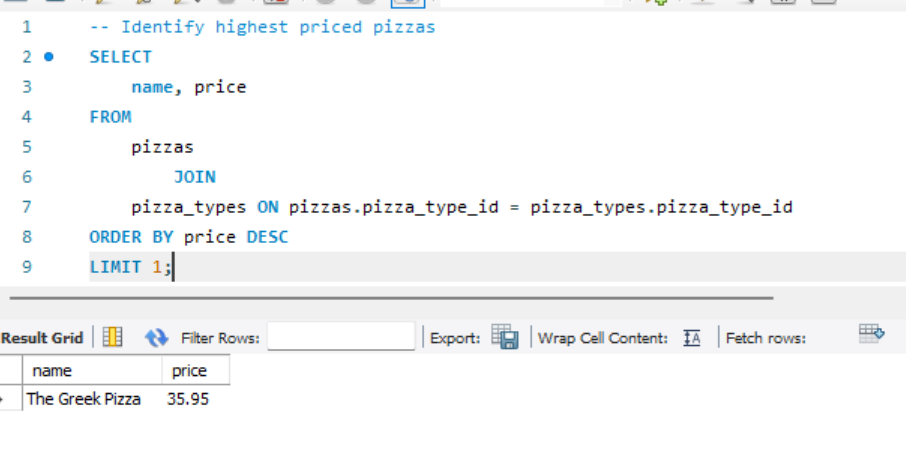 1 -- Identify highest priced pizzas
2 SELECT
3 name, price
4 FROM
5 pizzas
6 JOIN
7 pizza_types ON pizzas.pizza_type_id = pizza_types.pizza_type_id
8 ORDER BY price DESC
9 LIMIT 1;
Result Grid Filter Rows: Export: Wrap Cell Content: IA Fetch rows:
name price
The Greek Pizza 35.95